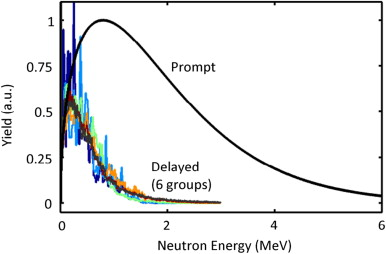 1
0.75
0.5
0.25
0
Yield (a.u.)
Prompt
Delayed
(6 groups)
0 2 4 6
Neutron Energy (MeV)